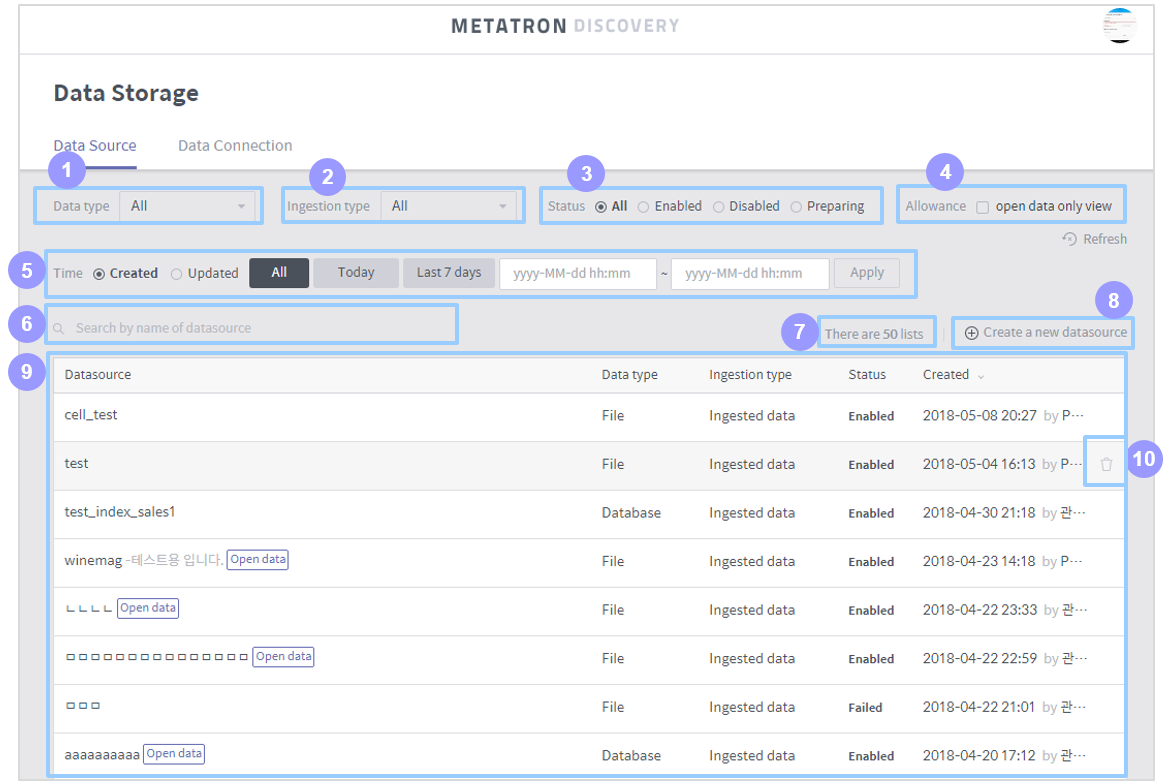 METATRON DISCOVERY
Data Storage
Data Source Data Connection
1 2 3 4
Data type All Ingestion type All Status All Enabled Disabled Preparing Allowance open data only view
Refresh
5 Time Created Updated All Today Last 7 days yyyy-MM-dd hh:mm ~ yyyy-MM-dd hh:mm Apply
6 Search by name of datasource 7 There are 50 lists 8 Create a new datasource
9
Datasource Data type Ingestion type Status Created
cell_test File Ingested data Enabled 2018-05-08 20:27 by P···
test File Ingested data Enabled 2018-05-04 16:13 by P··· 10
test_index_sales1 Database Ingested data Enabled 2018-04-30 21:18 by 관···
winemag -테스트용 입니다. Open data File Ingested data Enabled 2018-04-23 14:18 by P···
ㄴㄴㄴㄴ Open data File Ingested data Enabled 2018-04-22 23:33 by 관···
ㅁㅁㅁㅁㅁㅁㅁㅁㅁㅁㅁㅁㅁㅁㅁ Open data File Ingested data Enabled 2018-04-22 22:59 by 관···
ㅁㅁㅁ File Ingested data Failed 2018-04-22 21:01 by 관···
aaaaaaaaaa Open data Database Ingested data Enabled 2018-04-20 17:12 by 관···